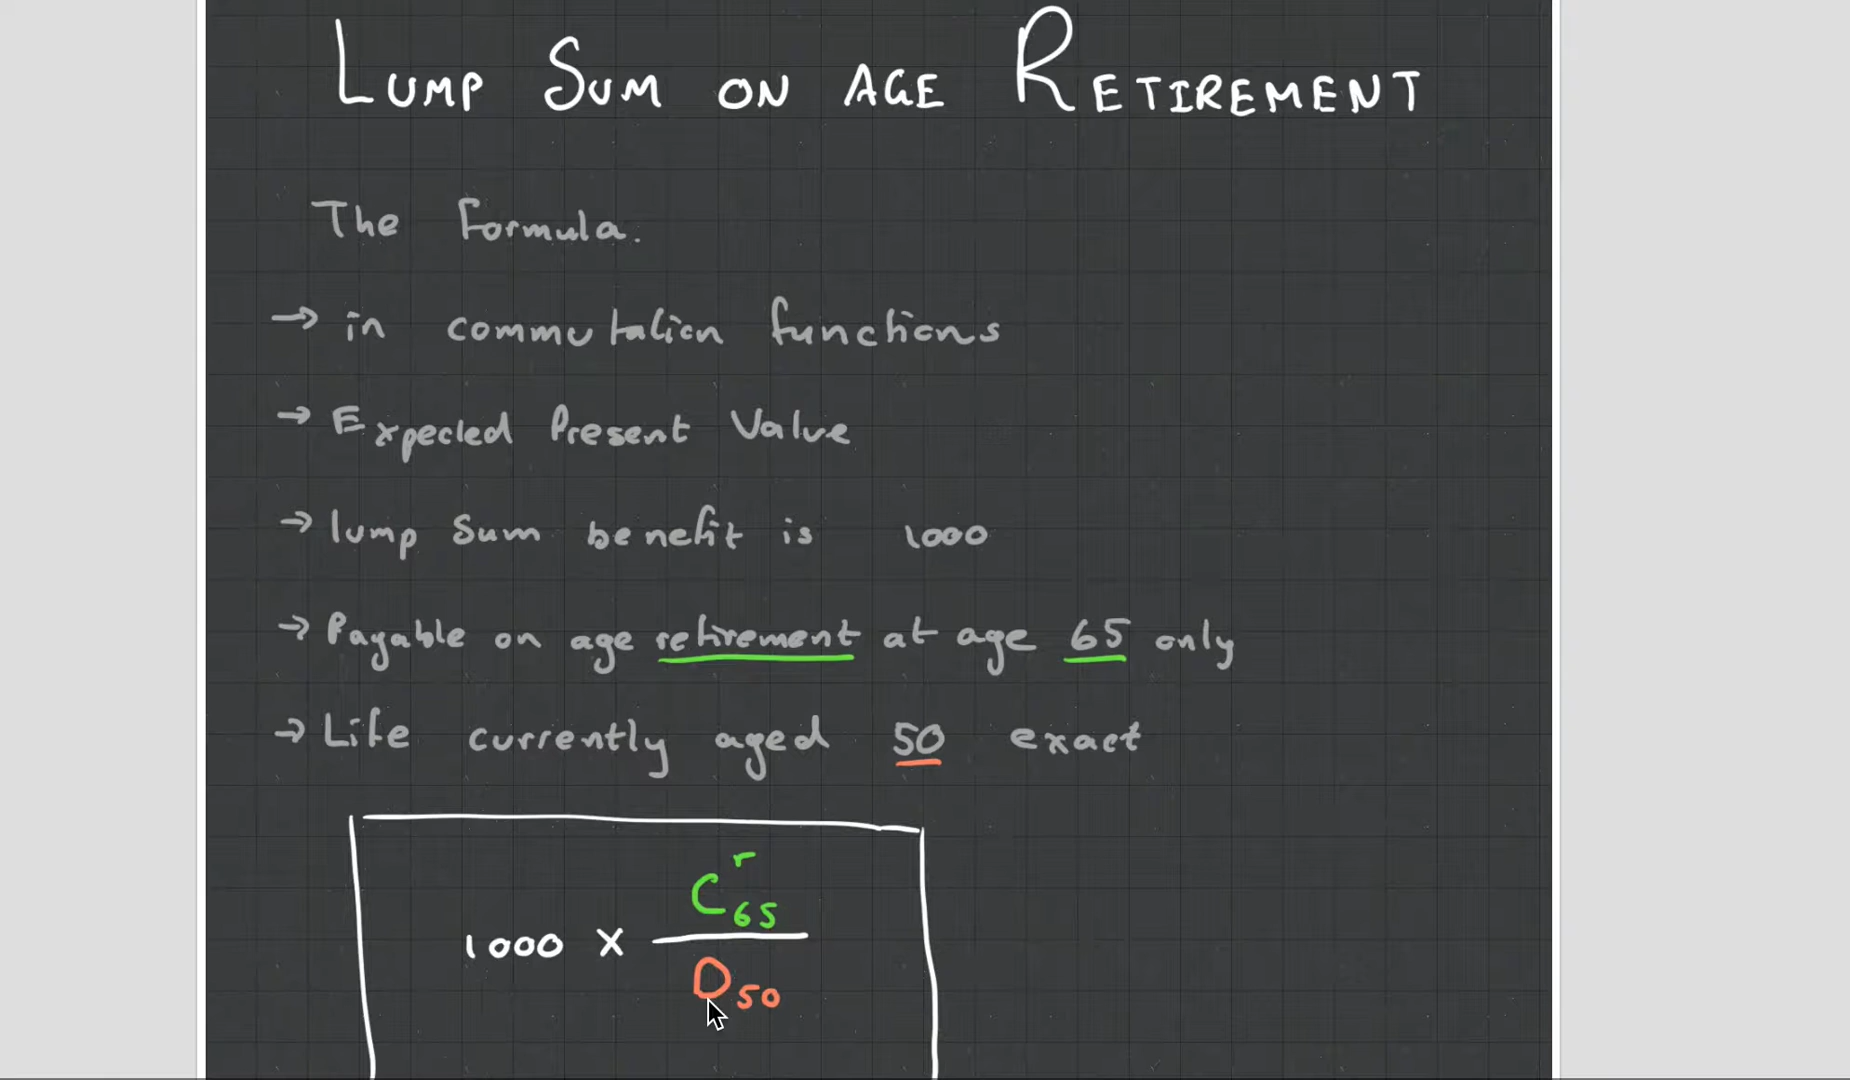 LUMP SUM ON AGE RETIREMENT
The Formula.
→ in commutation functions
→ Expected Present Value
→ lump sum benefit is 1000
→ Payable on age retirement at age 65 only
→ Life currently aged 50 exact
1000 × C^r_65 / D_50